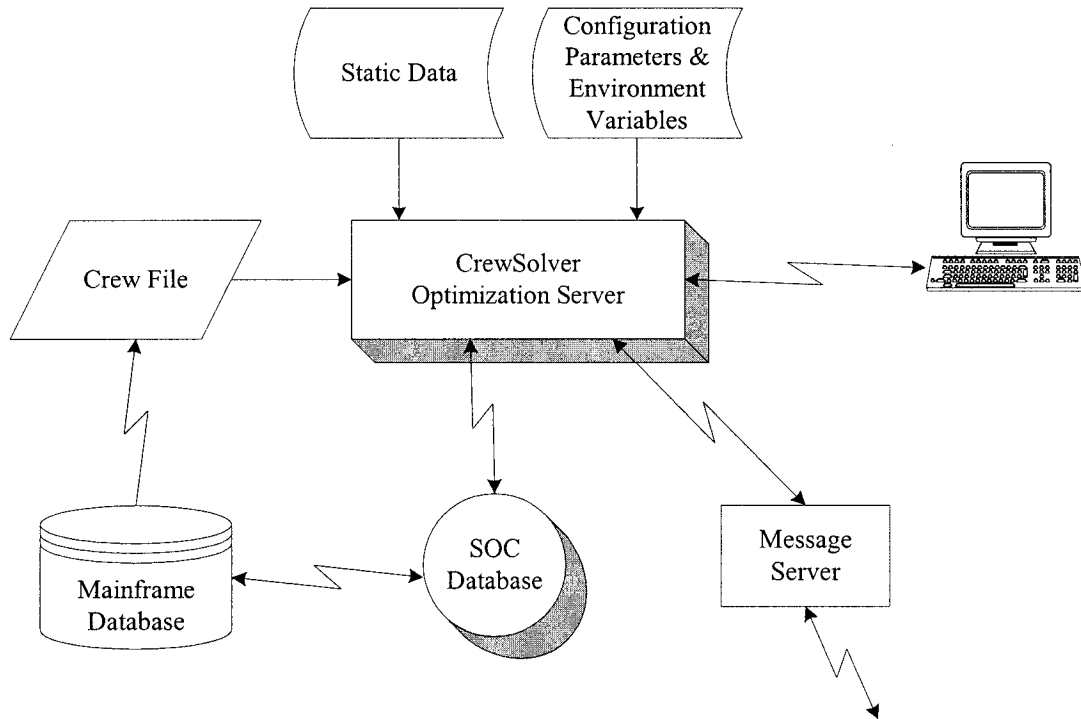 Static Data
Configuration
Parameters &
Environment
Variables
Crew File
CrewSolver
Optimization Server
Mainframe
Database
SOC
Database
Message
Server